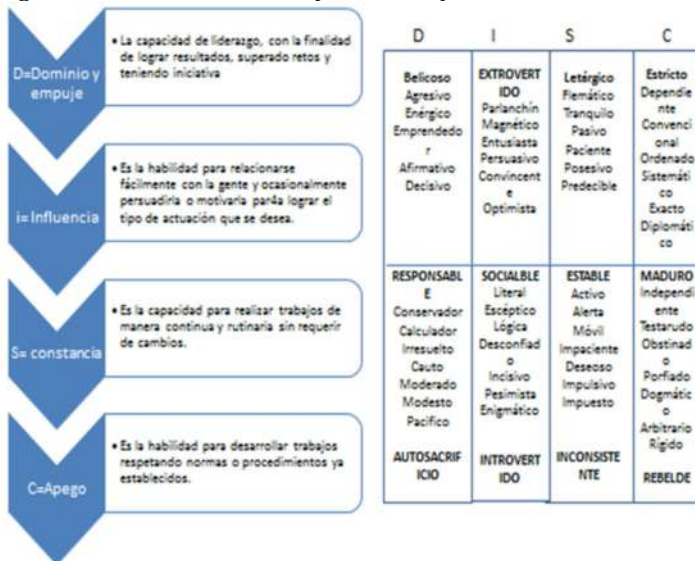 D=Dominio y
empuje
• La capacidad de liderazgo, con la finalidad
de lograr resultados, superado retos y
teniendo iniciativa
i=Influencia
• Es la habilidad para relacionarse
fácilmente con la gente y ocasionalmente
persuadirla o motivarla par4a lograr el
tipo de actuación que se desea.
S= constancia
• Es la capacidad para realizar trabajos de
manera continua y rutinaria sin requerir
de cambios.
C=Apego
• Es la habilidad para desarrollar trabajos
respetando normas o procedimientos ya
establecidos.
D I S C
Belicoso
Agresivo
Enérgico
Emprendedo
r
Afirmativo
Decisivo
EXTROVERT
IDO
Parlanchín
Magnético
Entusiasta
Persuasivo
Convincent
e
Optimista
Letérgico
Flemático
Tranquilo
Pasivo
Paciente
Posesivo
Predecible
Estricto
Dependie
nte
Convenci
onal
Ordenado
Sistemáti
co
Exacto
Diplomáti
co
RESPONSABL
E
Conservador
Calculador
Irresuelto
Cauto
Moderado
Modesto
Pacifico
AUTOSACRIF
ICIO
SOCIALBLE
Literal
Escéptico
Lógica
Desconfiad
o
Incisivo
Pesimista
Enigmático
INTROVERT
IDO
ESTABLE
Activo
Alerta
Móvil
Impaciente
Deseoso
Impulsivo
Impuesto
INCONSISTE
NTE
MADURO
Independi
ente
Testarudo
Obstinad
o
Porfiado
Dogmátic
o
Arbitrario
Rígido
REBELDE